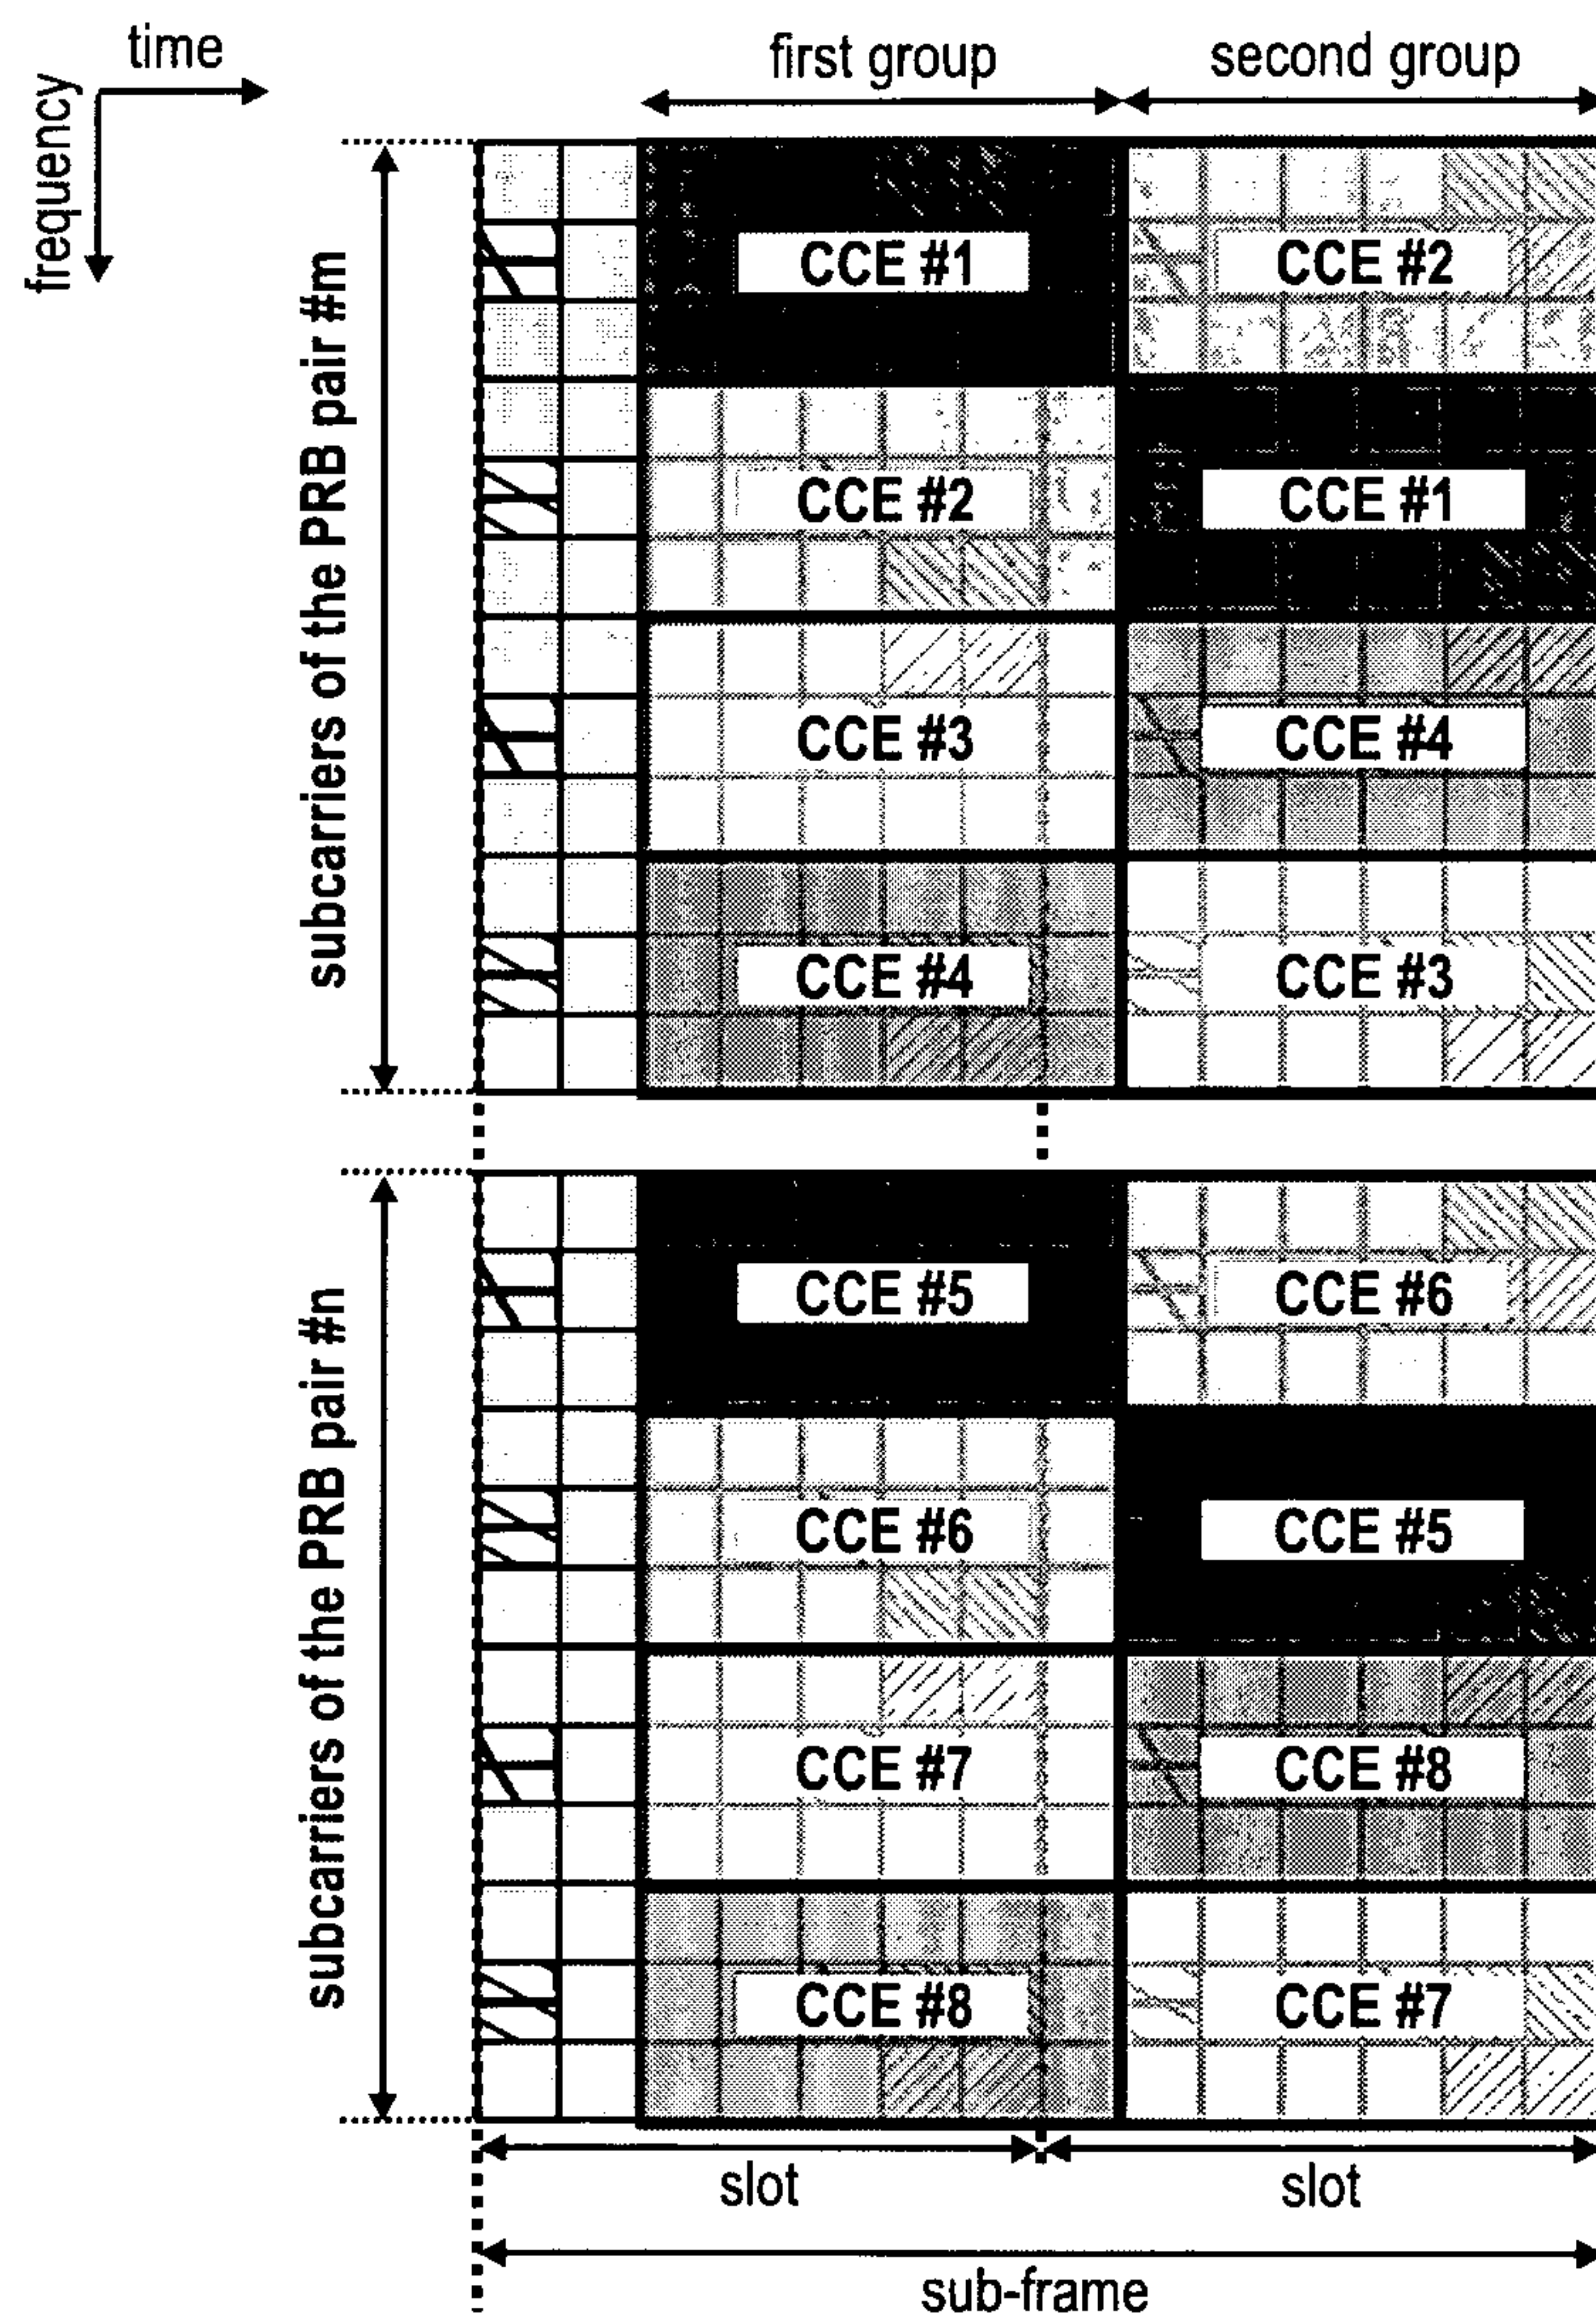 time
first group
second group
frequency
subcarriers of the PRB pair #m
CCE #1
CCE #2
CCE #2
CCE #1
CCE #3
CCE #4
CCE #4
CCE #3
subcarriers of the PRB pair #n
CCE #5
CCE #6
CCE #6
CCE #5
CCE #7
CCE #8
CCE #8
CCE #7
slot
slot
sub-frame